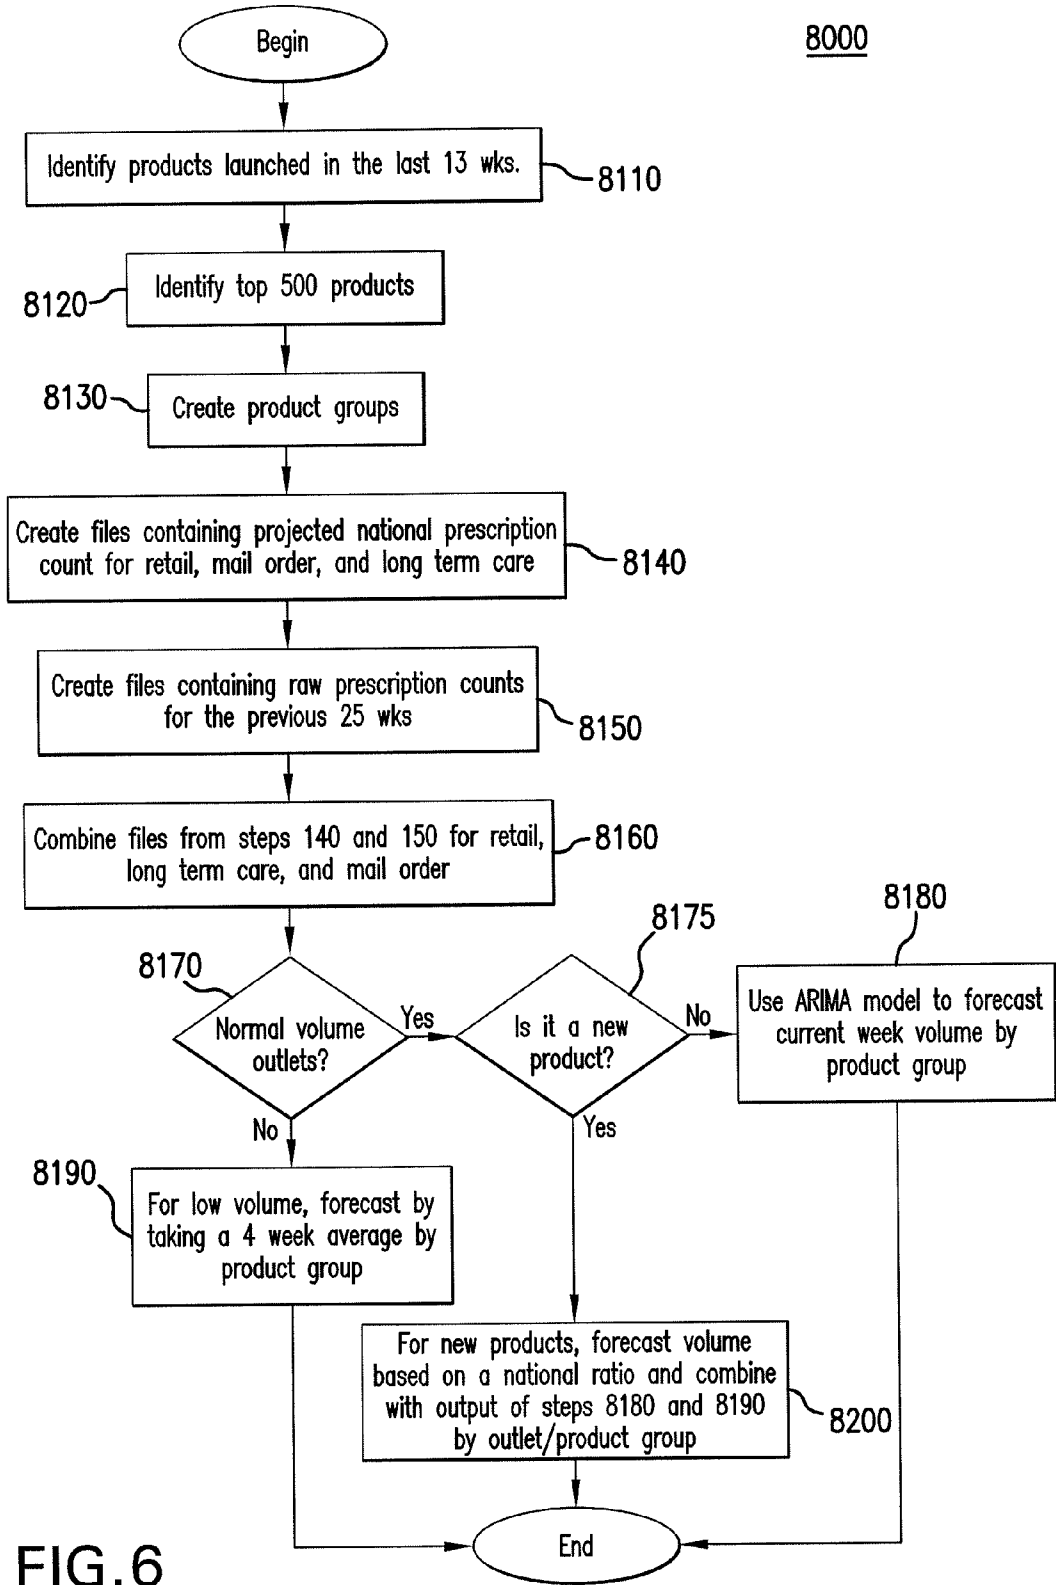 Begin
8000
Identify products launched in the last 13 wks.
8110
Identify top 500 products
8120
8130
Create product groups
Create files containing projected national prescription
count for retail, mail order, and long term care
8140
Create files containing raw prescription counts
for the previous 25 wks
8150
Combine files from steps 140 and 150 for retail,
long term care, and mail order
8160
8170
Normal volume
outlets?
Yes
No
8175
Is it a new
product?
No
Yes
8180
Use ARIMA model to forecast
current week volume by
product group
8190
For low volume, forecast by
taking a 4 week average by
product group
For new products, forecast volume
based on a national ratio and combine
with output of steps 8180 and 8190
by outlet/product group
8200
End
FIG.6